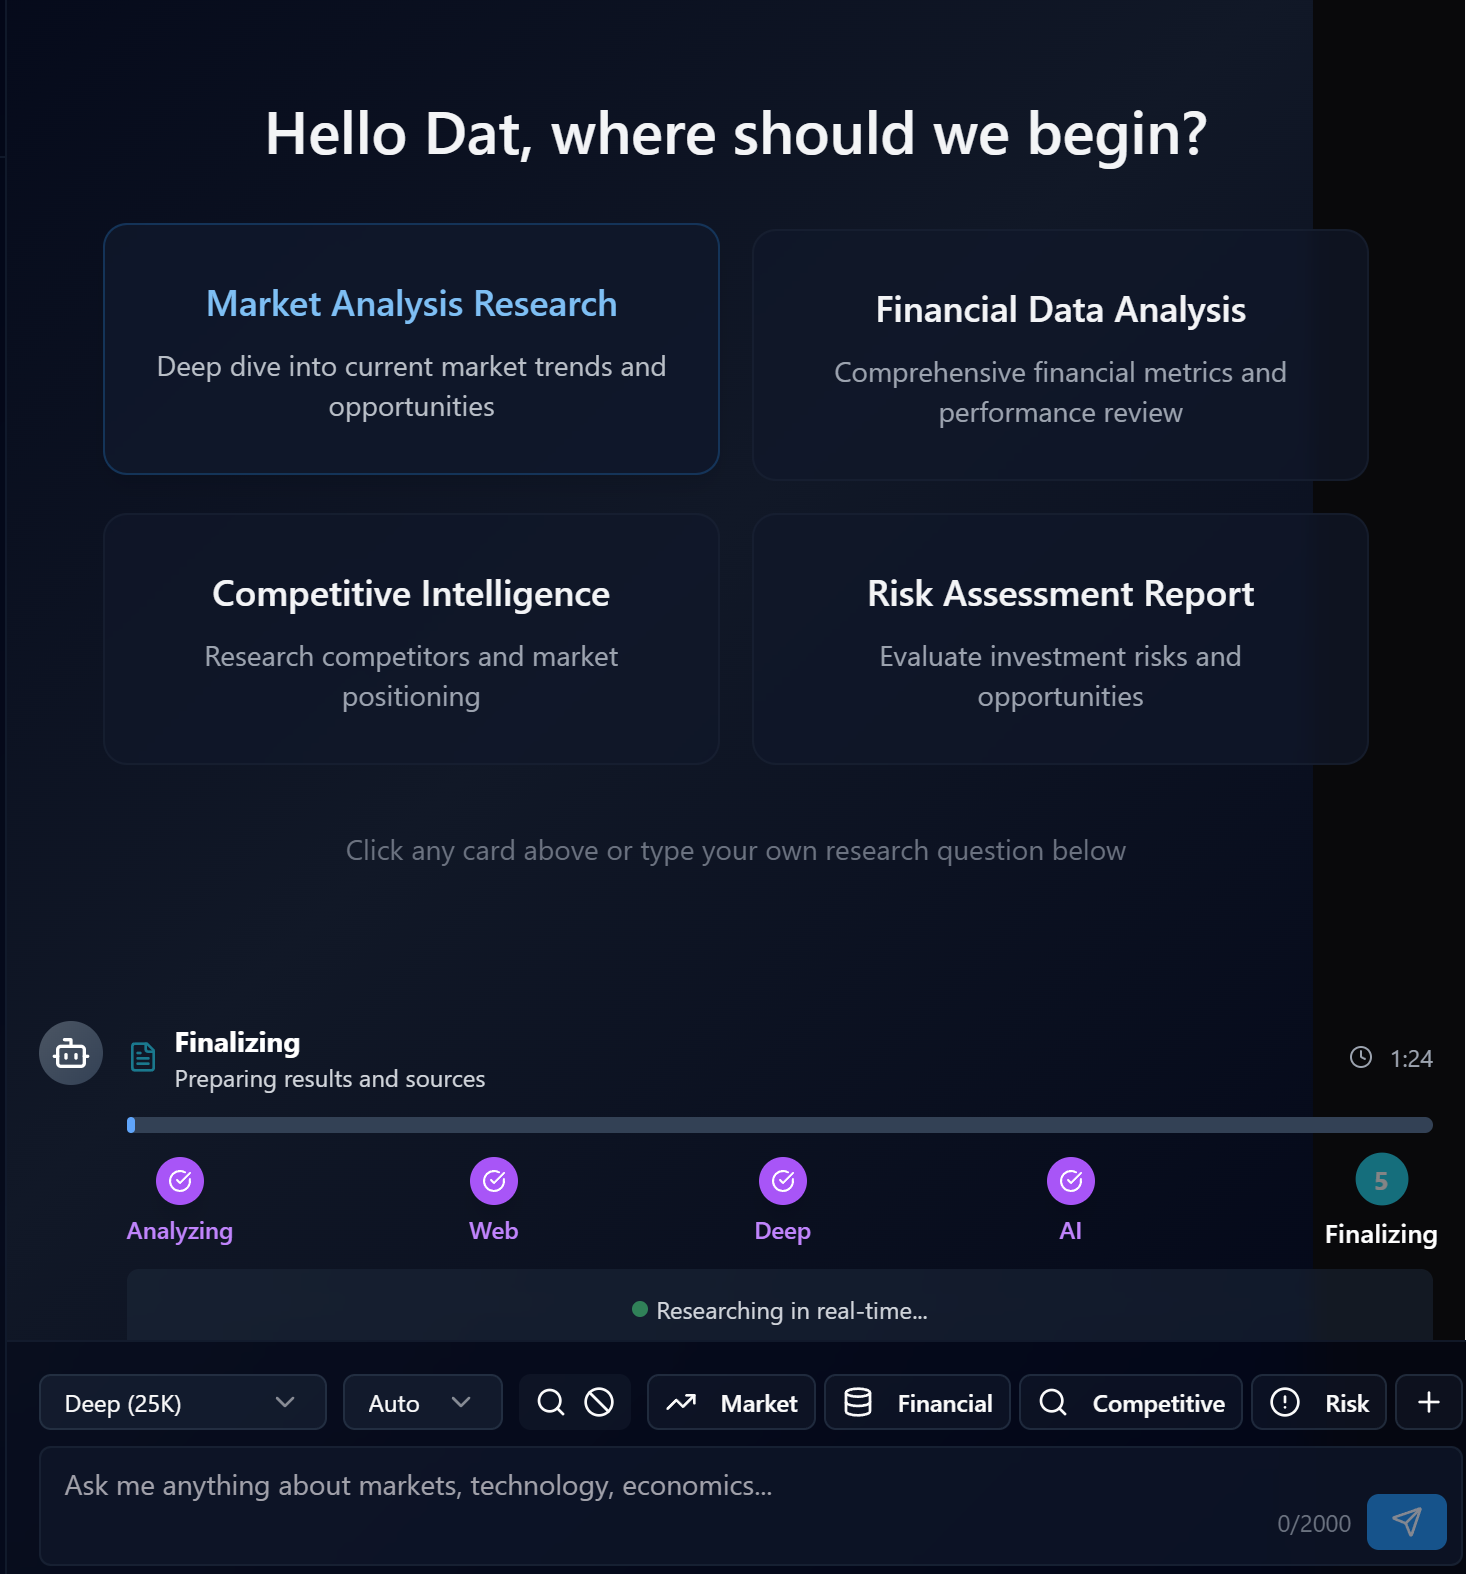 Hello Dat, where should we begin?
Market Analysis Research
Deep dive into current market trends and
opportunities
Financial Data Analysis
Comprehensive financial metrics and
performance review
Competitive Intelligence
Research competitors and market
positioning
Risk Assessment Report
Evaluate investment risks and
opportunities
Click any card above or type your own research question below
Finalizing
Preparing results and sources
1:24
Analyzing
Web
Deep
AI
5
Finalizing
Researching in real-time...
Deep (25K)
Auto
Market
Financial
Competitive
Risk
Ask me anything about markets, technology, economics...
0/2000